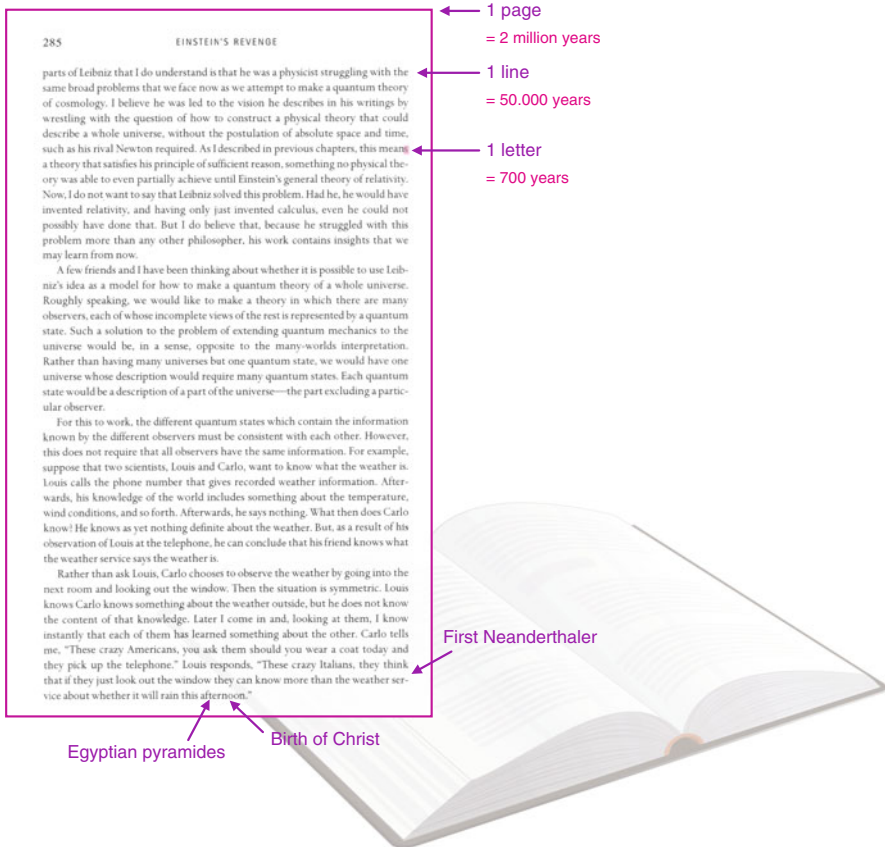 1 page
= 2 million years
285 EINSTEIN'S REVENGE
parts of Leibniz that I do understand is that he was a physicist struggling with the
1 line
same broad problems that we face now as we attempt to make a quantum theory
= 50.000 years
of cosmology. I believe he was led to the vision he describes in his writings by
wrestling with the question of how to construct a physical theory that could
describe a whole universe, without the postulation of absolute space and time,
such as his rival Newton required. As I described in previous chapters, this means
1 letter
a theory that satisfies his principle of sufficient reason, something no physical the-
= 700 years
ory was able to even partially achieve until Einstein's general theory of relativity.
Now, I do not want to say that Leibniz solved this problem. Had he, he would have
invented relativity, and having only just invented calculus, even he could not
possibly have done that. But I do believe that, because he struggled with this
problem more than any other philosopher, his work contains insights that we
may learn from now.
A few friends and I have been thinking about whether it is possible to use Leib-
niz's idea as a model for how to make a quantum theory of a whole universe.
Roughly speaking, we would like to make a theory in which there are many
observers, each of whose incomplete views of the rest is represented by a quantum
state. Such a solution to the problem of extending quantum mechanics to the
universe would be, in a sense, opposite to the many-worlds interpretation.
Rather than having many universes but one quantum state, we would have one
universe whose description would require many quantum states. Each quantum
state would be a description of a part of the universe—the part excluding a partic-
ular observer.
For this to work, the different quantum states which contain the information
known by the different observers must be consistent with each other. However,
this does not require that all observers have the same information. For example,
suppose that two scientists, Louis and Carlo, want to know what the weather is.
Louis calls the phone number that gives recorded weather information. After-
wards, his knowledge of the world includes something about the temperature,
wind conditions, and so forth. Afterwards, he says nothing. What then does Carlo
know? He knows as yet nothing definite about the weather. But, as a result of his
observation of Louis at the telephone, he can conclude that his friend knows what
the weather service says the weather is.
Rather than ask Louis, Carlo chooses to observe the weather by going into the
next room and looking out the window. Then the situation is symmetric. Louis
knows Carlo knows something about the weather outside, but he does not know
the content of that knowledge. Later I come in and, looking at them, I know
instantly that each of them has learned something about the other. Carlo tells
First Neanderthaler
me, "These crazy Americans, you ask them should you wear a coat today and
they pick up the telephone." Louis responds, "These crazy Italians, they think
that if they just look out the window they can know more than the weather ser-
vice about whether it will rain this afternoon."
Egyptian pyramides
Birth of Christ